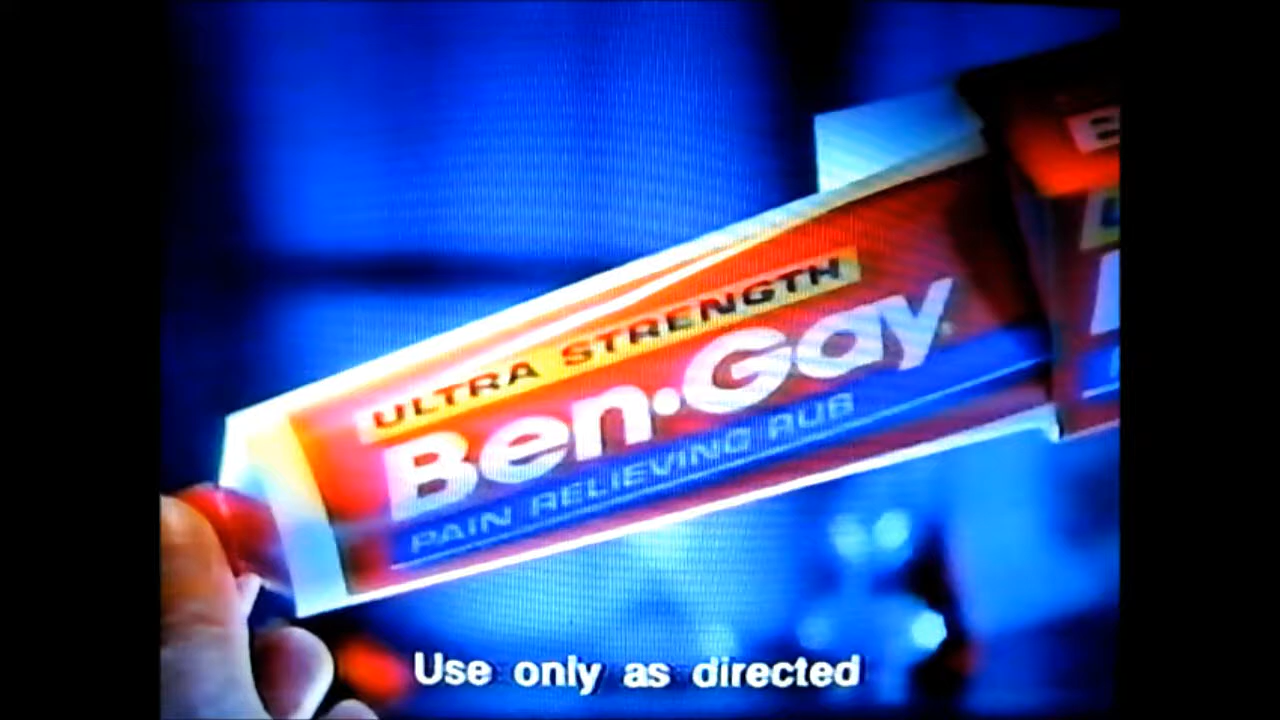 ULTRA STRENGTH
Ben•Gay
PAIN RELIEVING RUB
Use only as directed